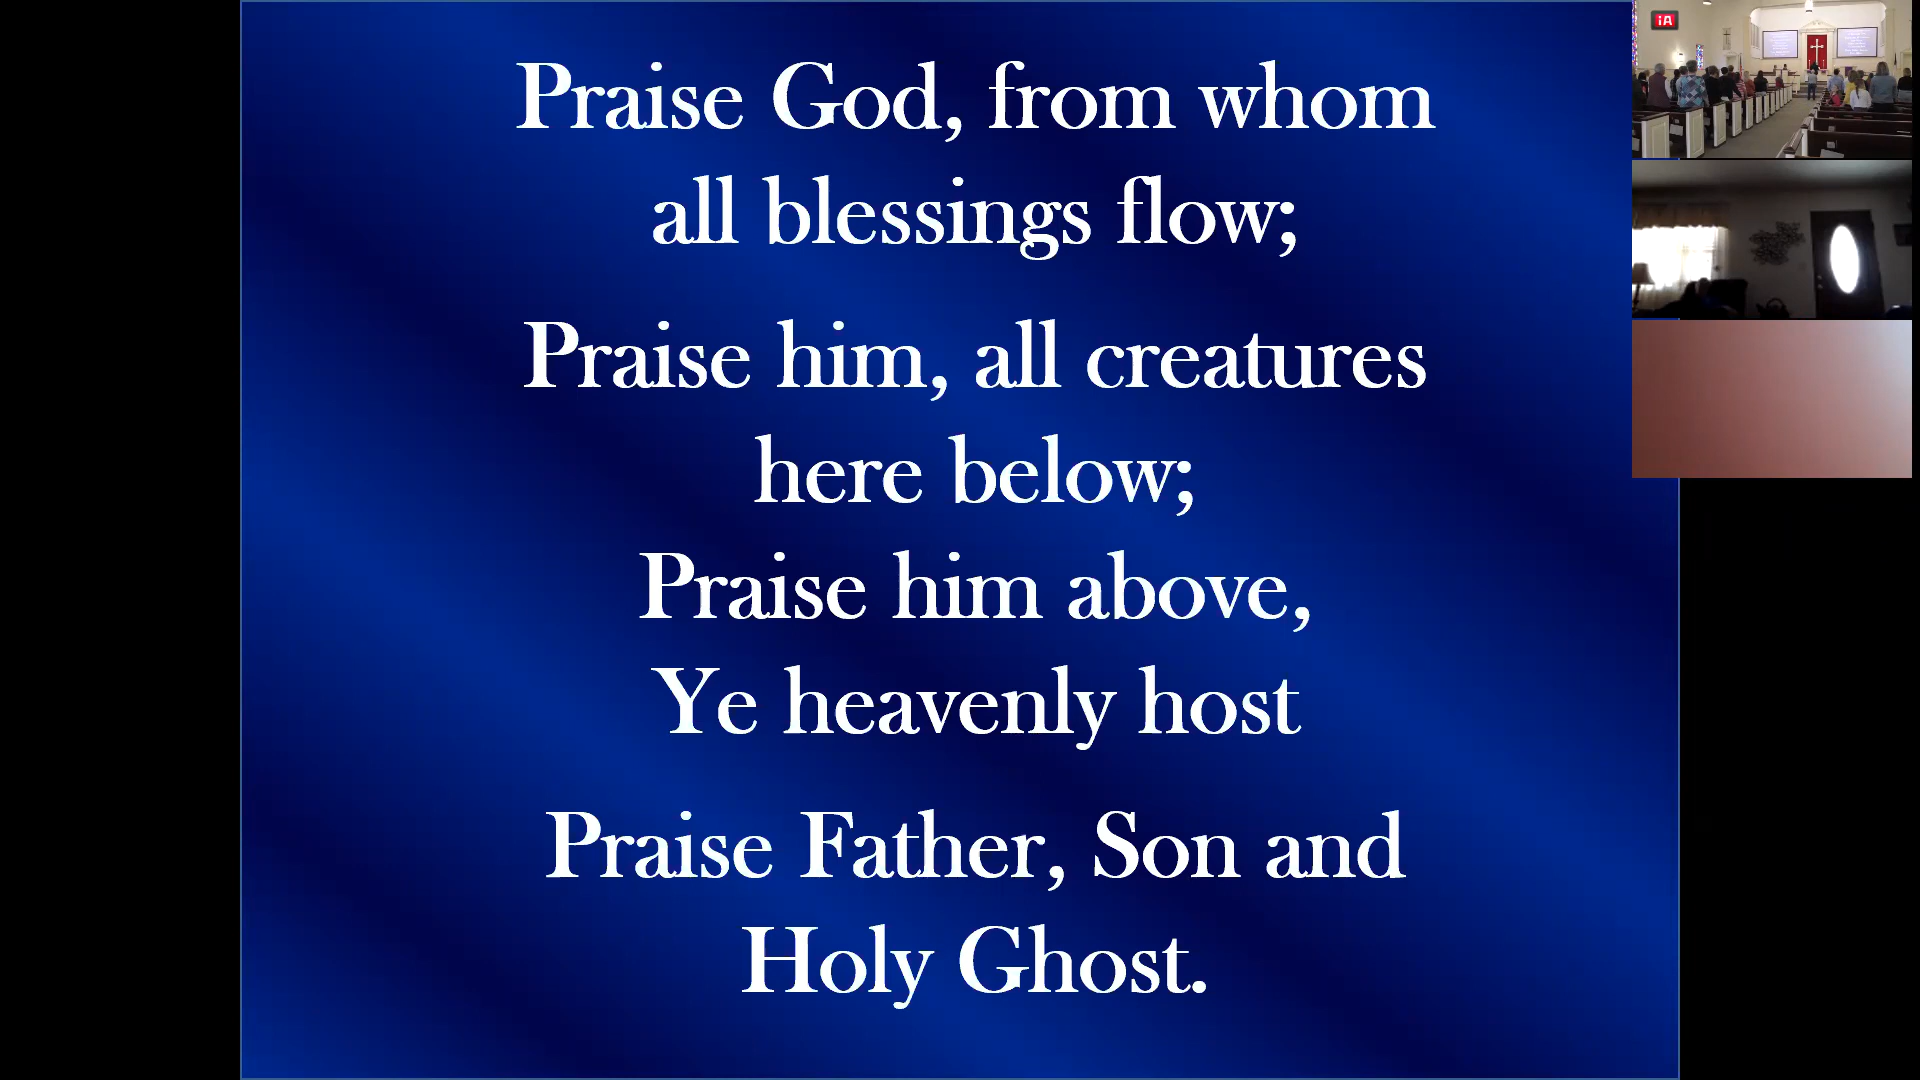 Praise God, from whom
all blessings flow;
Praise him, all creatures
here below;
Praise him above,
Ye heavenly host
Praise Father, Son and
Holy Ghost.
iA